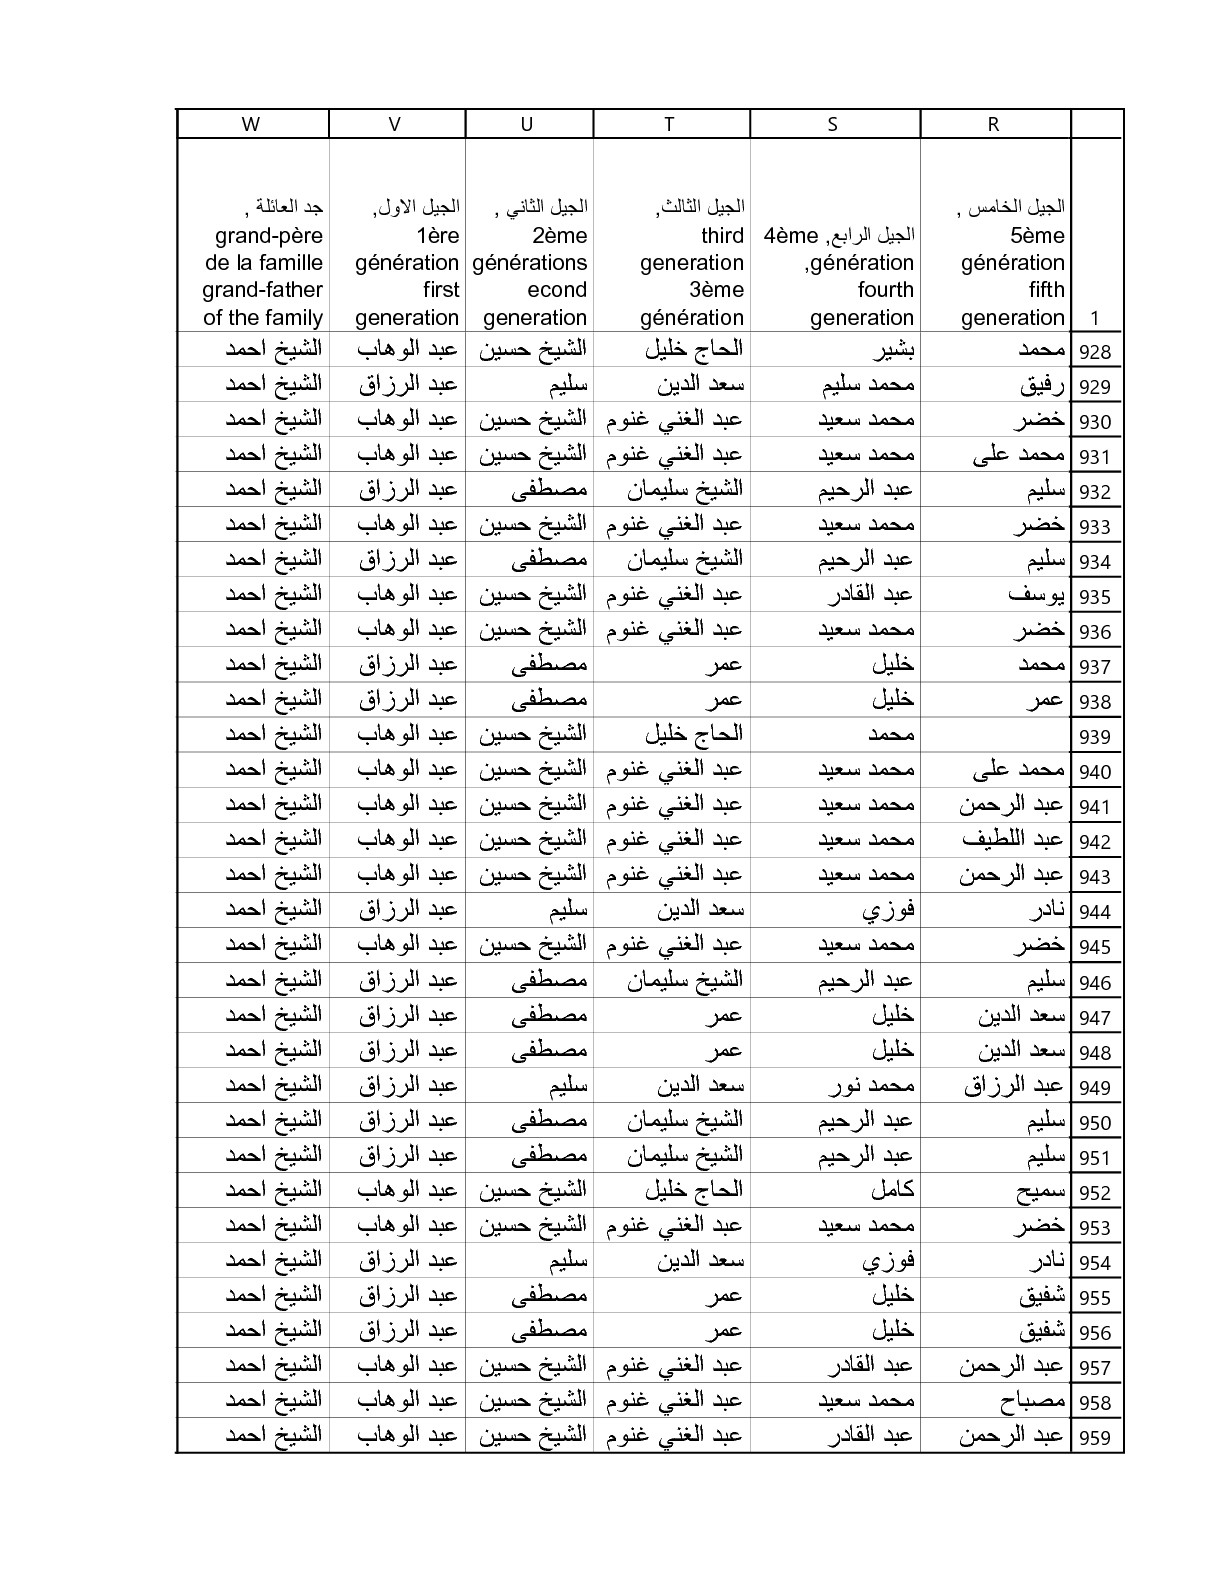 W V U T S R
جد العائلة , grand-père de la famille grand-father of the family
الجيل الاول, 1ère génération first generation
الجيل الثاني , 2ème générations econd generation
الجيل الثالث, third generation 3ème génération
الجيل الرابع, 4ème génération, fourth generation
الجيل الخامس , 5ème génération fifth generation
1
928 محمد بشير الحاج خليل الشيخ حسين عبد الوهاب الشيخ احمد
929 رفيق محمد سليم سعد الدين سليم عبد الرزاق الشيخ احمد
930 خضر محمد سعيد عبد الغني غنوم الشيخ حسين عبد الوهاب الشيخ احمد
931 محمد على محمد سعيد عبد الغني غنوم الشيخ حسين عبد الوهاب الشيخ احمد
932 سليم عبد الرحيم الشيخ سليمان مصطفى عبد الرزاق الشيخ احمد
933 خضر محمد سعيد عبد الغني غنوم الشيخ حسين عبد الوهاب الشيخ احمد
934 سليم عبد الرحيم الشيخ سليمان مصطفى عبد الرزاق الشيخ احمد
935 يوسف عبد القادر عبد الغني غنوم الشيخ حسين عبد الوهاب الشيخ احمد
936 خضر محمد سعيد عبد الغني غنوم الشيخ حسين عبد الوهاب الشيخ احمد
937 محمد خليل عمر مصطفى عبد الرزاق الشيخ احمد
938 عمر خليل عمر مصطفى عبد الرزاق الشيخ احمد
939 محمد الحاج خليل الشيخ حسين عبد الوهاب الشيخ احمد
940 محمد على محمد سعيد عبد الغني غنوم الشيخ حسين عبد الوهاب الشيخ احمد
941 عبد الرحمن محمد سعيد عبد الغني غنوم الشيخ حسين عبد الوهاب الشيخ احمد
942 عبد اللطيف محمد سعيد عبد الغني غنوم الشيخ حسين عبد الوهاب الشيخ احمد
943 عبد الرحمن محمد سعيد عبد الغني غنوم الشيخ حسين عبد الوهاب الشيخ احمد
944 نادر فوزي سعد الدين سليم عبد الرزاق الشيخ احمد
945 خضر محمد سعيد عبد الغني غنوم الشيخ حسين عبد الوهاب الشيخ احمد
946 سليم عبد الرحيم الشيخ سليمان مصطفى عبد الرزاق الشيخ احمد
947 سعد الدين خليل عمر مصطفى عبد الرزاق الشيخ احمد
948 سعد الدين خليل عمر مصطفى عبد الرزاق الشيخ احمد
949 عبد الرزاق محمد نور سعد الدين سليم عبد الرزاق الشيخ احمد
950 سليم عبد الرحيم الشيخ سليمان مصطفى عبد الرزاق الشيخ احمد
951 سليم عبد الرحيم الشيخ سليمان مصطفى عبد الرزاق الشيخ احمد
952 سميح كامل الحاج خليل الشيخ حسين عبد الوهاب الشيخ احمد
953 خضر محمد سعيد عبد الغني غنوم الشيخ حسين عبد الوهاب الشيخ احمد
954 نادر فوزي سعد الدين سليم عبد الرزاق الشيخ احمد
955 شفيق خليل عمر مصطفى عبد الرزاق الشيخ احمد
956 شفيق خليل عمر مصطفى عبد الرزاق الشيخ احمد
957 عبد الرحمن عبد القادر عبد الغني غنوم الشيخ حسين عبد الوهاب الشيخ احمد
958 مصباح محمد سعيد عبد الغني غنوم الشيخ حسين عبد الوهاب الشيخ احمد
959 عبد الرحمن عبد القادر عبد الغني غنوم الشيخ حسين عبد الوهاب الشيخ احمد